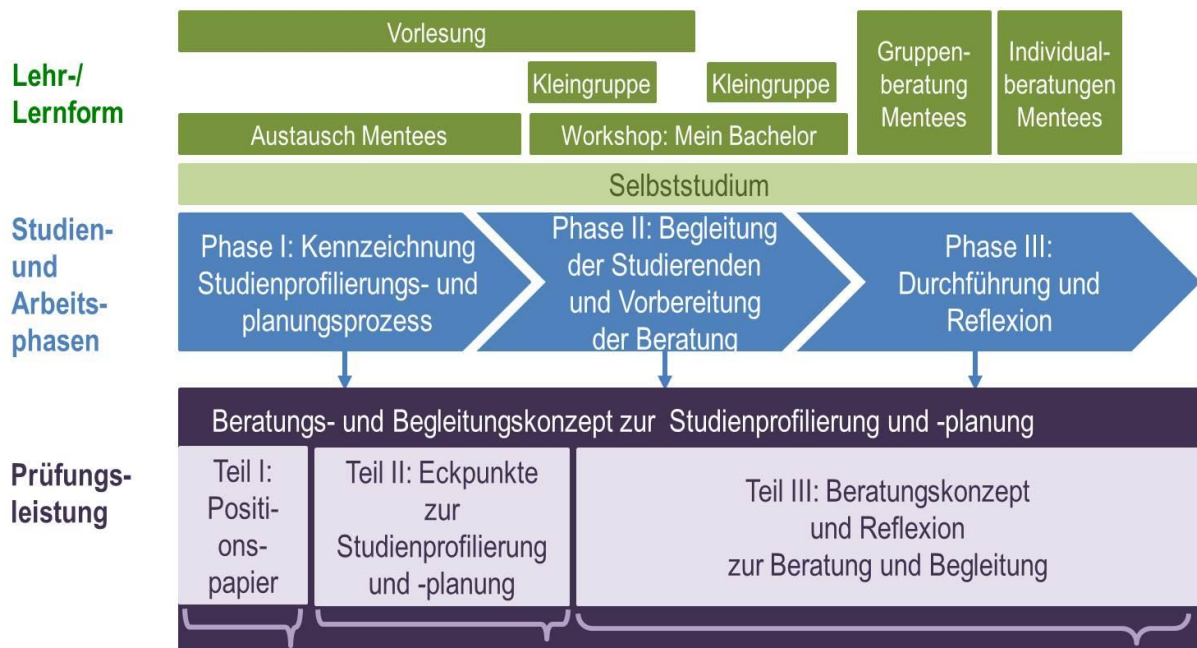 Lehr-/
Lernform
Vorlesung
Kleingruppe
Kleingruppe
Austausch Mentees
Workshop: Mein Bachelor
Gruppen-
beratung
Mentees
Individual-
beratungen
Mentees
Selbststudium
Studien-
und
Arbeits-
phasen
Phase I: Kennzeichnung
Studienprofilierungs- und
planungsprozess
Phase II: Begleitung
der Studierenden
und Vorbereitung
der Beratung
Phase III:
Durchführung und
Reflexion
Prüfungs-
leistung
Beratungs- und Begleitungskonzept zur Studienprofilierung und -planung
Teil I:
Positi-
ons-
papier
Teil II: Eckpunkte
zur
Studienprofilierung
und -planung
Teil III: Beratungskonzept
und Reflexion
zur Beratung und Begleitung